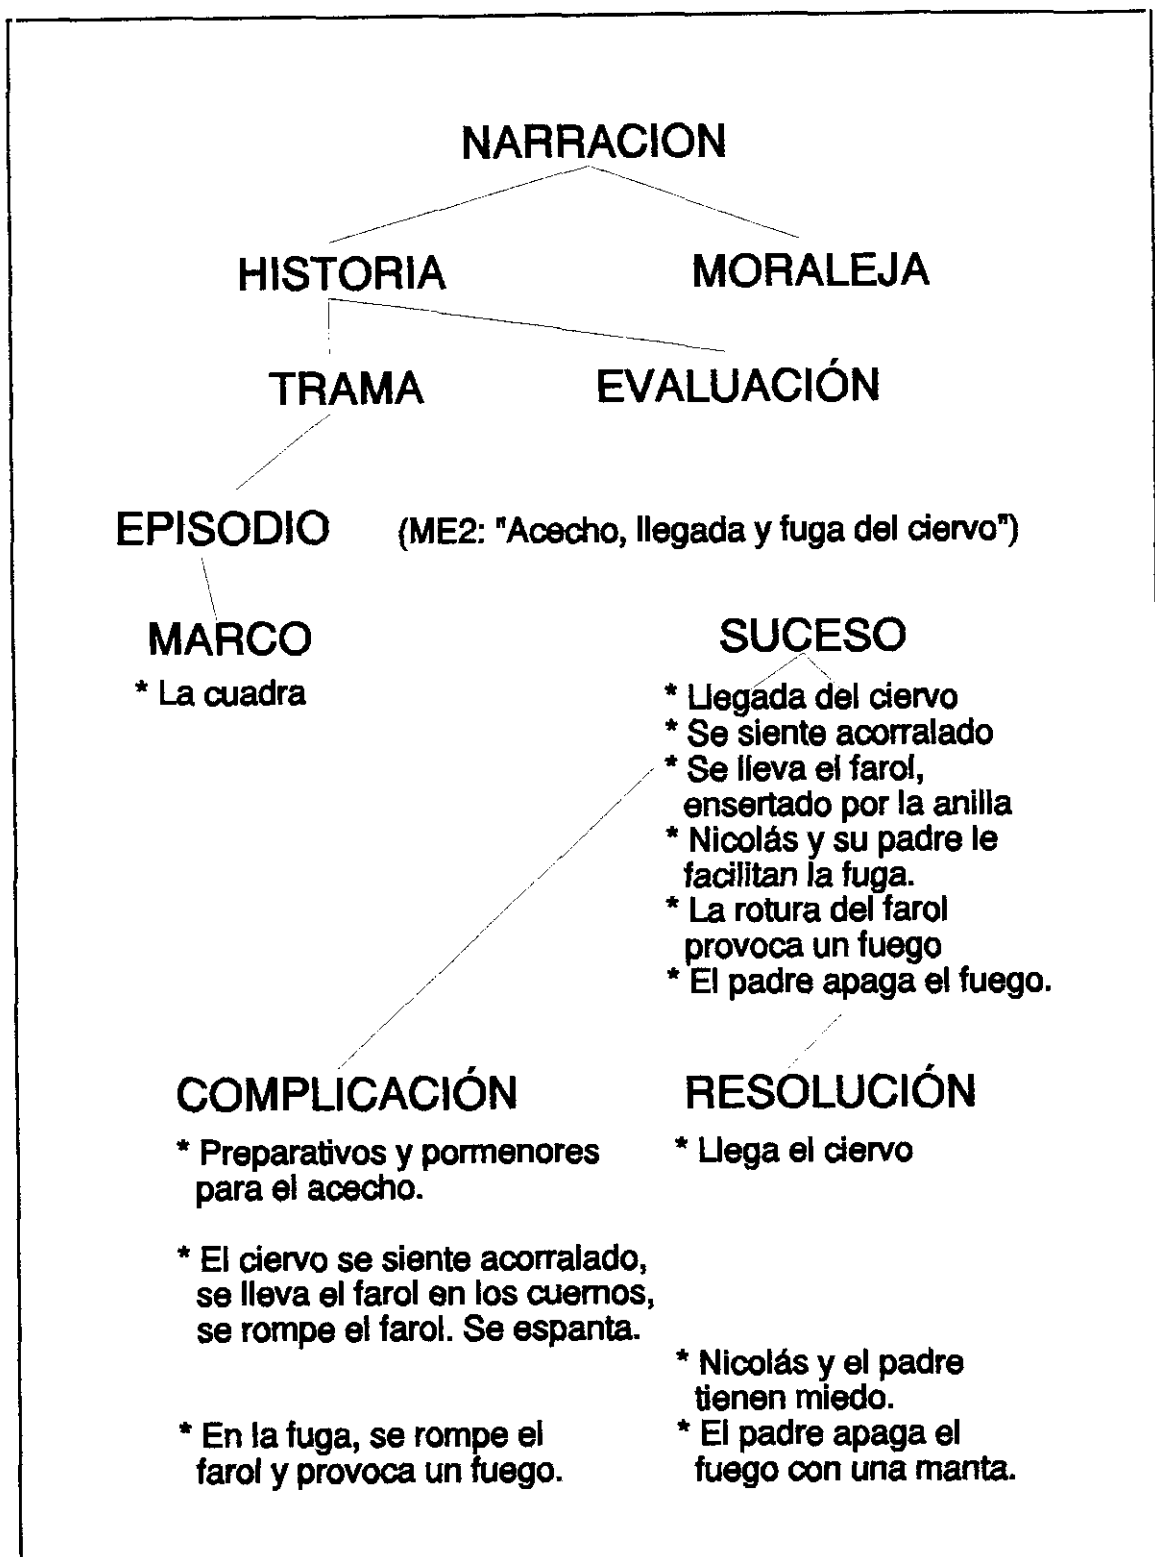 NARRACION
HISTORIA MORALEJA
TRAMA EVALUACIÓN
EPISODIO (ME2: "Acecho, llegada y fuga del ciervo")
MARCO
* La cuadra
SUCESO
* Llegada del ciervo
* Se siente acorralado
* Se lleva el farol,
ensertado por la anilla
* Nicolás y su padre le
facilitan la fuga.
* La rotura del farol
provoca un fuego
* El padre apaga el fuego.
COMPLICACIÓN
* Preparativos y pormenores
para el acecho.
* El ciervo se siente acorralado,
se lleva el farol en los cuernos,
se rompe el farol. Se espanta.
* En la fuga, se rompe el
farol y provoca un fuego.
RESOLUCIÓN
* Llega el ciervo
* Nicolás y el padre
tienen miedo.
* El padre apaga el
fuego con una manta.